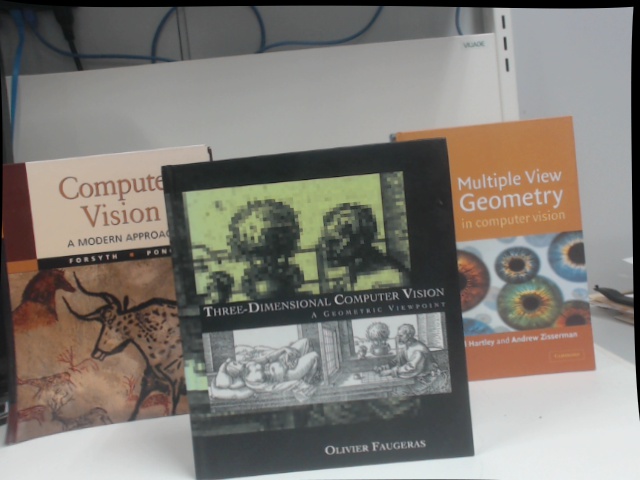 Compute
Vision
A MODERN APPROAC
FORSYTH PON
THREE-DIMENSIONAL COMPUTER VISION
A GEOMETRIC VIEWPOINT
OLIVIER FAUGERAS
Multiple View
Geometry
in computer vision
Hartley and Andrew Zisserman